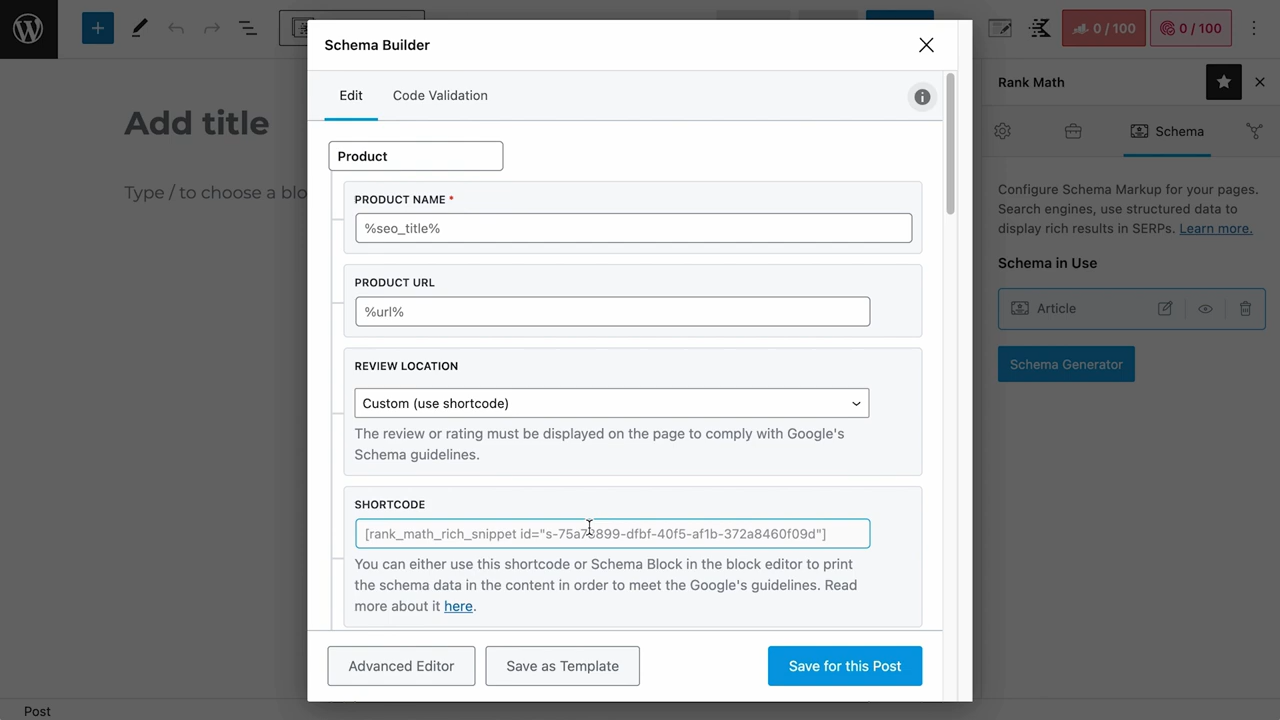 0 / 100
0 / 100
Schema Builder
Rank Math
Edit
Code Validation
Add title
Schema
Product
Type / to choose a blo
PRODUCT NAME *
%seo_title%
Configure Schema Markup for your pages.
Search engines, use structured data to
display rich results in SERPs. Learn more.
Schema in Use
PRODUCT URL
%url%
Article
REVIEW LOCATION
Schema Generator
Custom (use shortcode)
The review or rating must be displayed on the page to comply with Google's
Schema guidelines.
SHORTCODE
You can either use this shortcode or Schema Block in the block editor to print
the schema data in the content in order to meet the Google's guidelines. Read
more about it here.
Advanced Editor
Save as Template
Save for this Post
Post